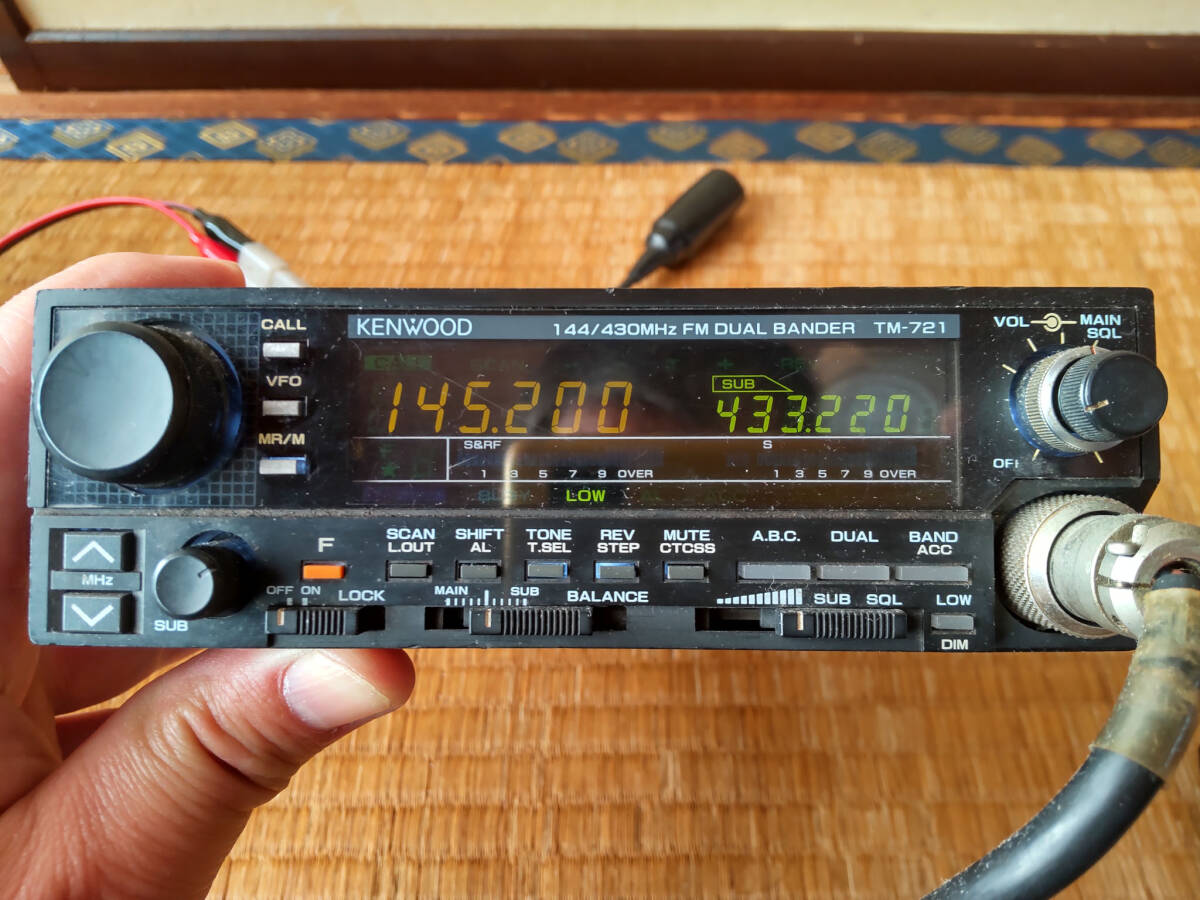 KENWOOD 144/430MHz FM DUAL BANDER TM-721
CALL
VFO
MR/M
145.200
SUB
433.220
S&RF
1 3 5 7 9 OVER
S
1 3 5 7 9 OVER
BUSY
LOW
VOL MAIN
SQL
OFF
MHz
SUB
F
OFF ON LOCK
SCAN
L.OUT
SHIFT
AL
TONE
T.SEL
REV
STEP
MUTE
CTCSS
A.B.C.
DUAL
BAND
ACC
MAIN SUB BALANCE
SUB SQL
LOW
DIM